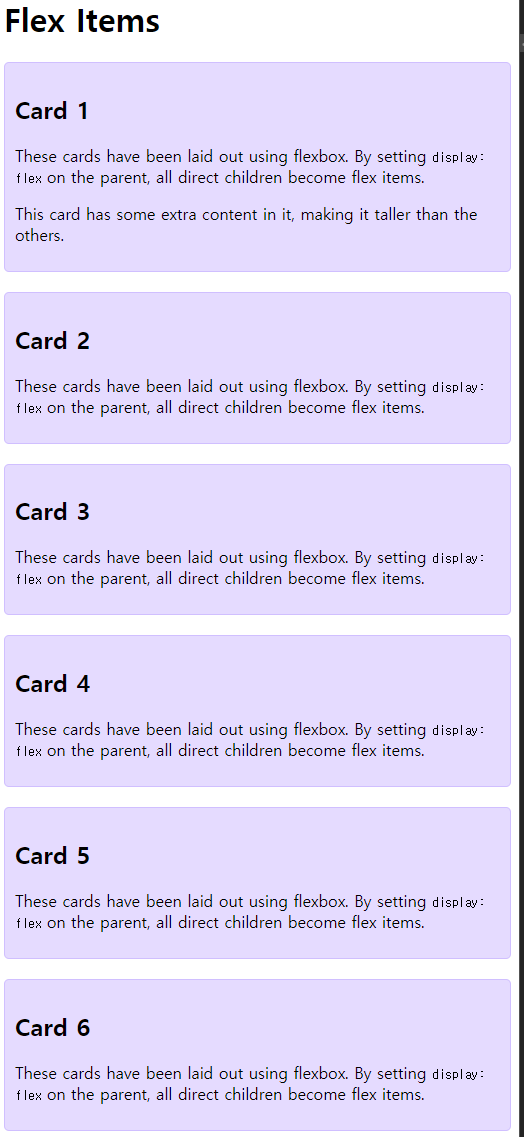 Flex Items
Card 1
These cards have been laid out using flexbox. By setting display:
flex on the parent, all direct children become flex items.
This card has some extra content in it, making it taller than the
others.
Card 2
These cards have been laid out using flexbox. By setting display:
flex on the parent, all direct children become flex items.
Card 3
These cards have been laid out using flexbox. By setting display:
flex on the parent, all direct children become flex items.
Card 4
These cards have been laid out using flexbox. By setting display:
flex on the parent, all direct children become flex items.
Card 5
These cards have been laid out using flexbox. By setting display:
flex on the parent, all direct children become flex items.
Card 6
These cards have been laid out using flexbox. By setting display:
flex on the parent, all direct children become flex items.